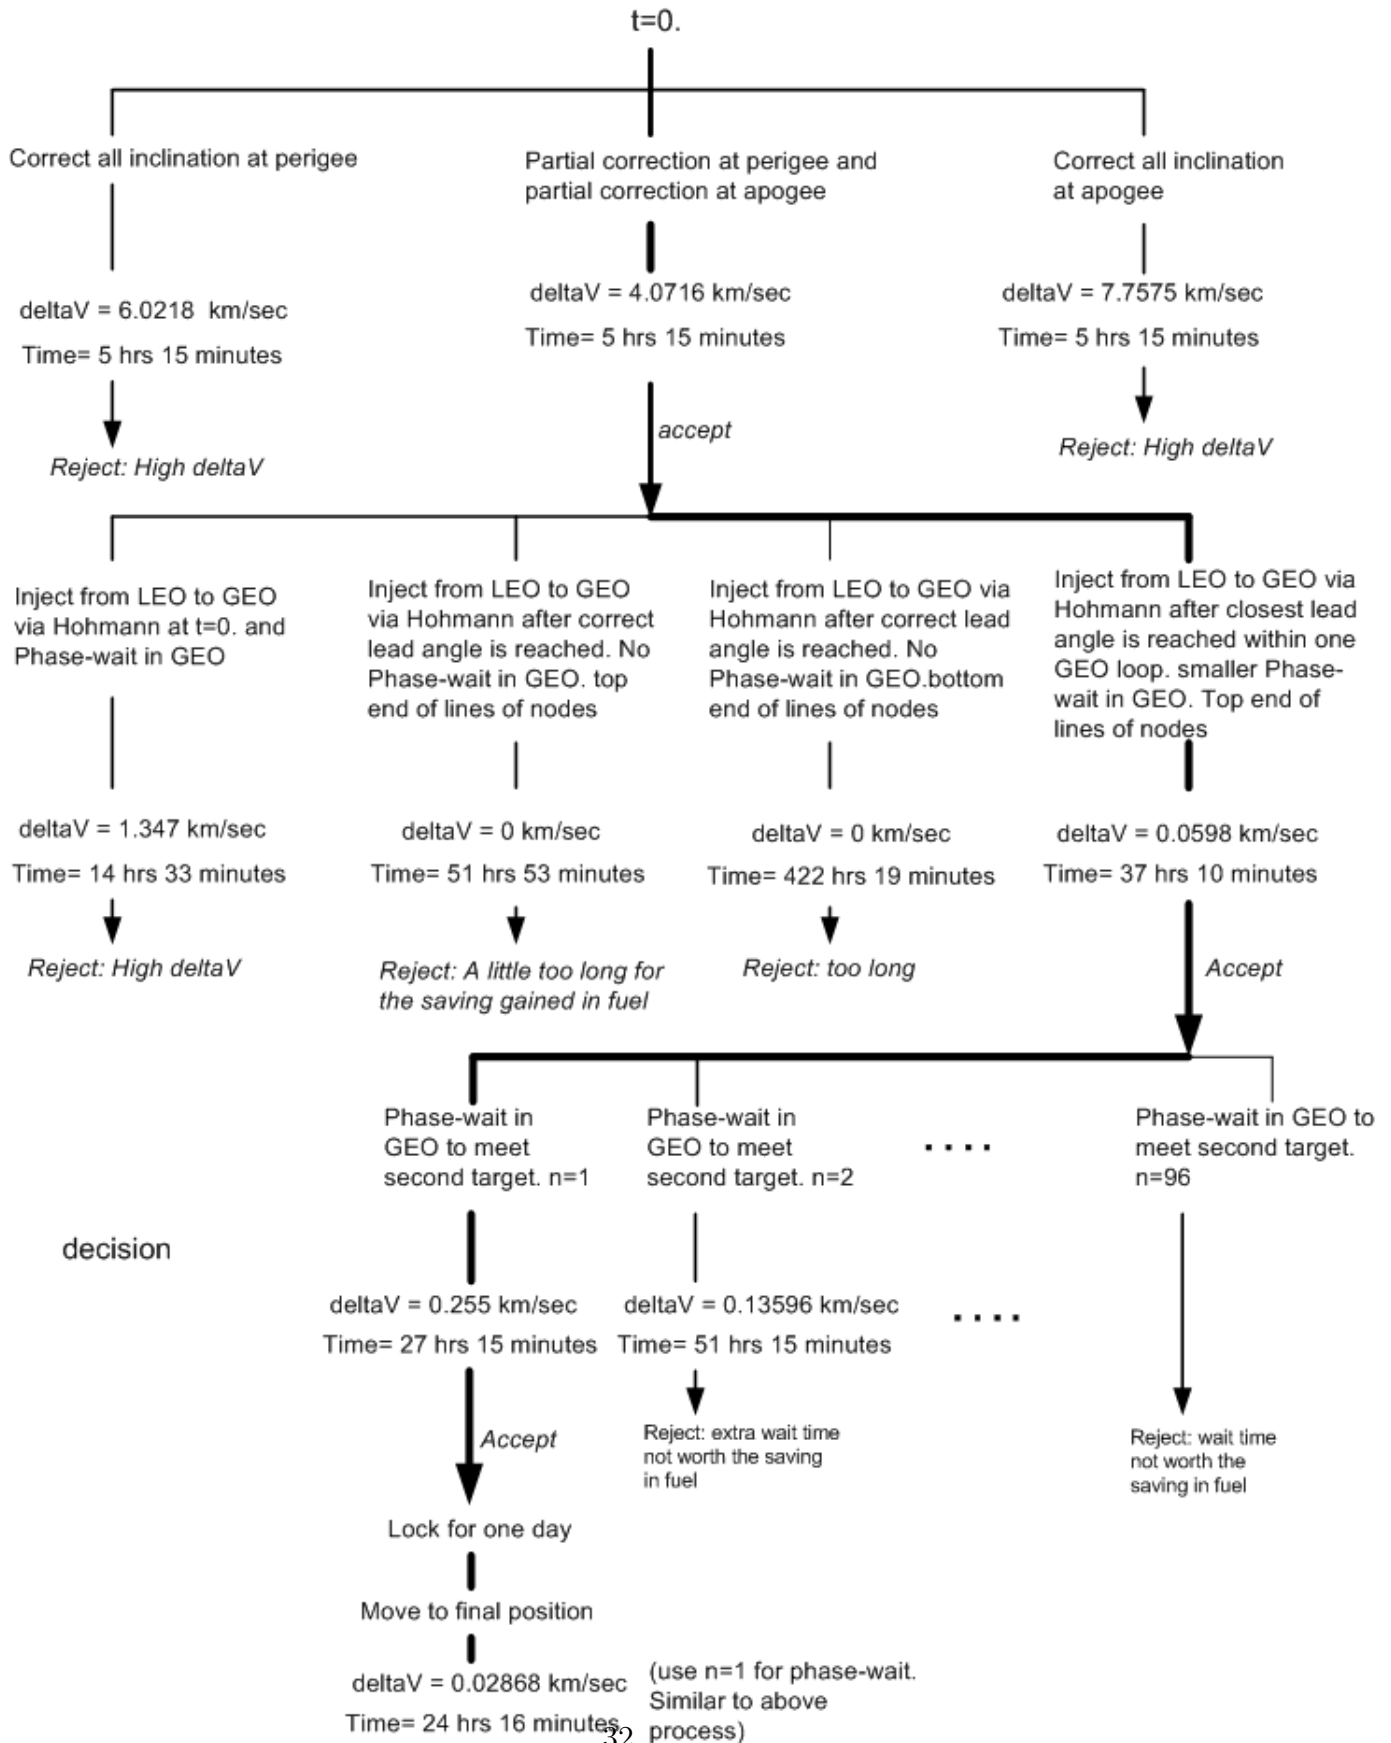 t=0.
Correct all inclination at perigee
Partial correction at perigee and
partial correction at apogee
Correct all inclination
at apogee
deltaV = 6.0218 km/sec
Time= 5 hrs 15 minutes
deltaV = 4.0716 km/sec
Time= 5 hrs 15 minutes
deltaV = 7.7575 km/sec
Time= 5 hrs 15 minutes
Reject: High deltaV
accept
Reject: High deltaV
Inject from LEO to GEO
via Hohmann at t=0. and
Phase-wait in GEO
Inject from LEO to GEO
via Hohmann after correct
lead angle is reached. No
Phase-wait in GEO. top
end of lines of nodes
Inject from LEO to GEO via
Hohmann after correct lead
angle is reached. No
Phase-wait in GEO.bottom
end of lines of nodes
Inject from LEO to GEO via
Hohmann after closest lead
angle is reached within one
GEO loop. smaller Phase-
wait in GEO. Top end of
lines of nodes
deltaV = 1.347 km/sec
Time= 14 hrs 33 minutes
deltaV = 0 km/sec
Time= 51 hrs 53 minutes
deltaV = 0 km/sec
Time= 422 hrs 19 minutes
deltaV = 0.0598 km/sec
Time= 37 hrs 10 minutes
Reject: High deltaV
Reject: A little too long for
the saving gained in fuel
Reject: too long
Accept
Phase-wait in
GEO to meet
second target. n=1
Phase-wait in
GEO to meet
second target. n=2
....
Phase-wait in GEO to
meet second target.
n=96
decision
deltaV = 0.255 km/sec
Time= 27 hrs 15 minutes
deltaV = 0.13596 km/sec
Time= 51 hrs 15 minutes
....
Accept
Reject: extra wait time
not worth the saving
in fuel
Reject: wait time
not worth the
saving in fuel
Lock for one day
Move to final position
deltaV = 0.02868 km/sec
Time= 24 hrs 16 minutes
(use n=1 for phase-wait.
Similar to above
process)
32